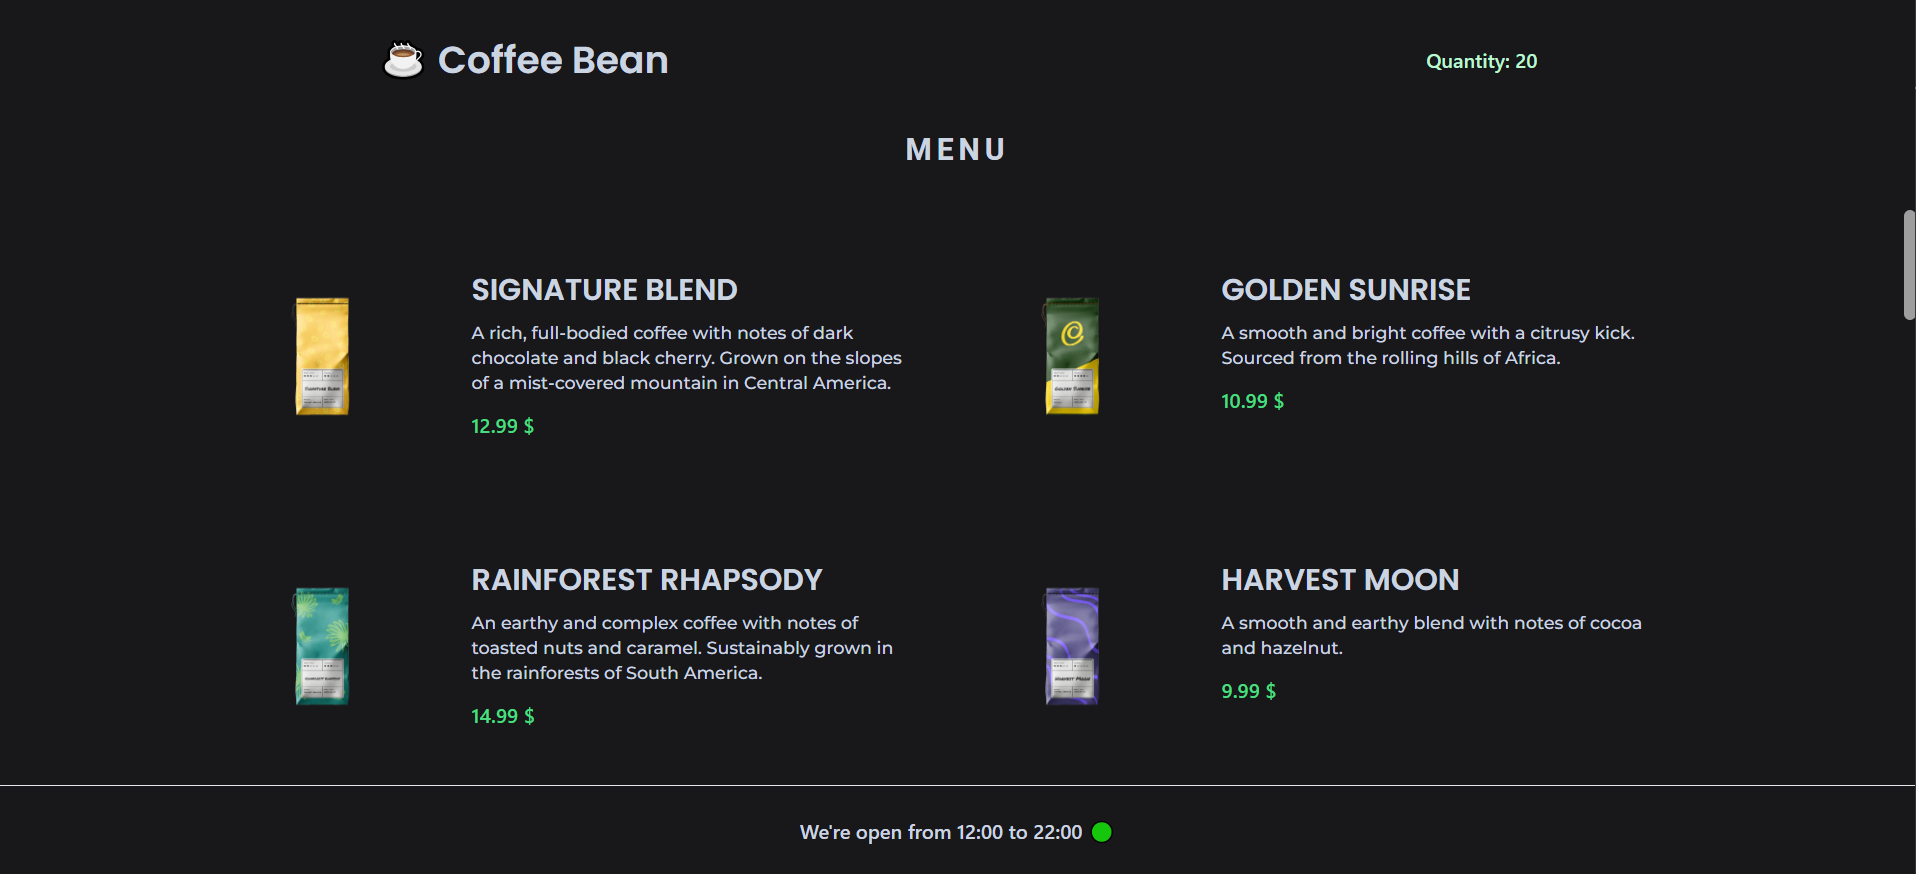 Coffee Bean
Quantity: 20
MENU
SIGNATURE BLEND
A rich, full-bodied coffee with notes of dark
chocolate and black cherry. Grown on the slopes
of a mist-covered mountain in Central America.
12.99 $
GOLDEN SUNRISE
A smooth and bright coffee with a citrusy kick.
Sourced from the rolling hills of Africa.
10.99 $
RAINFOREST RHAPSODY
An earthy and complex coffee with notes of
toasted nuts and caramel. Sustainably grown in
the rainforests of South America.
14.99 $
HARVEST MOON
A smooth and earthy blend with notes of cocoa
and hazelnut.
9.99 $
We're open from 12:00 to 22:00